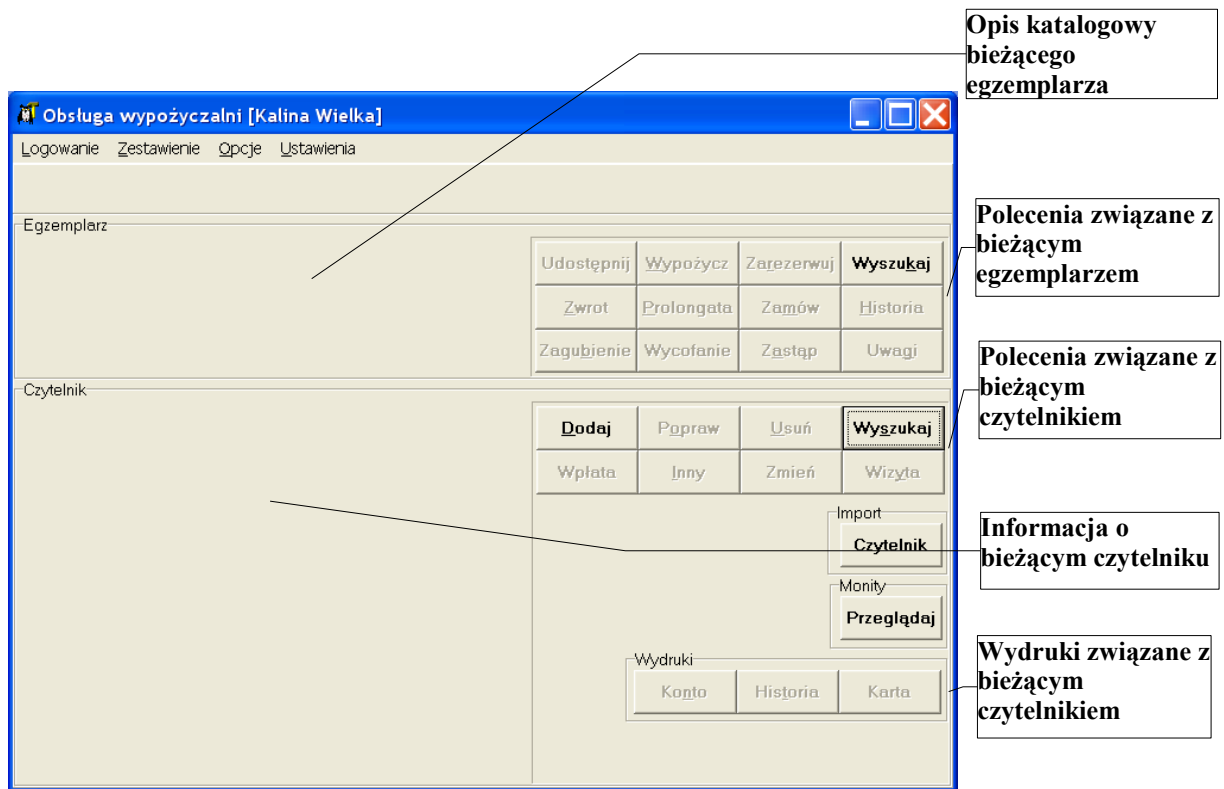 Opis katalogowy
bieżącego
egzemplarza
Obsługa wypożyczalni [Kalina Wielka]
Logowanie Zestawienie Opcje Ustawienia
Egzemplarz
Udostępnij Wypożycz Zarezerwuj Wyszukaj
Zwrot Prolongata Zamów Historia
Zagubienie Wycofanie Zastąp Uwagi
Polecenia związane z
bieżącym
egzemplarzem
Czytelnik
Dodaj Popraw Usuń Wyszukaj
Wpłata Inny Zmień Wizyta
Polecenia związane z
bieżącym
czytelnikiem
Import
Czytelnik
Informacja o
bieżącym czytelniku
Monity
Przeglądaj
Wydruki
Konto Historia Karta
Wydruki związane z
bieżącym
czytelnikiem